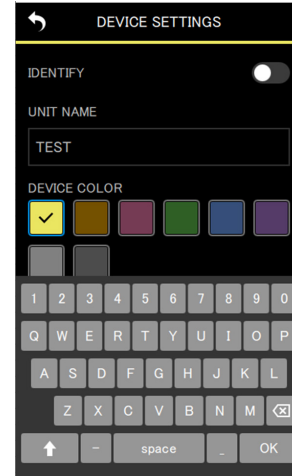 DEVICE SETTINGS
IDENTIFY
UNIT NAME
TEST
DEVICE COLOR
1 2 3 4 5 6 7 8 9 0
Q W E R T Y U I O P
A S D F G H J K L
Z X C V B N M
- space _ OK